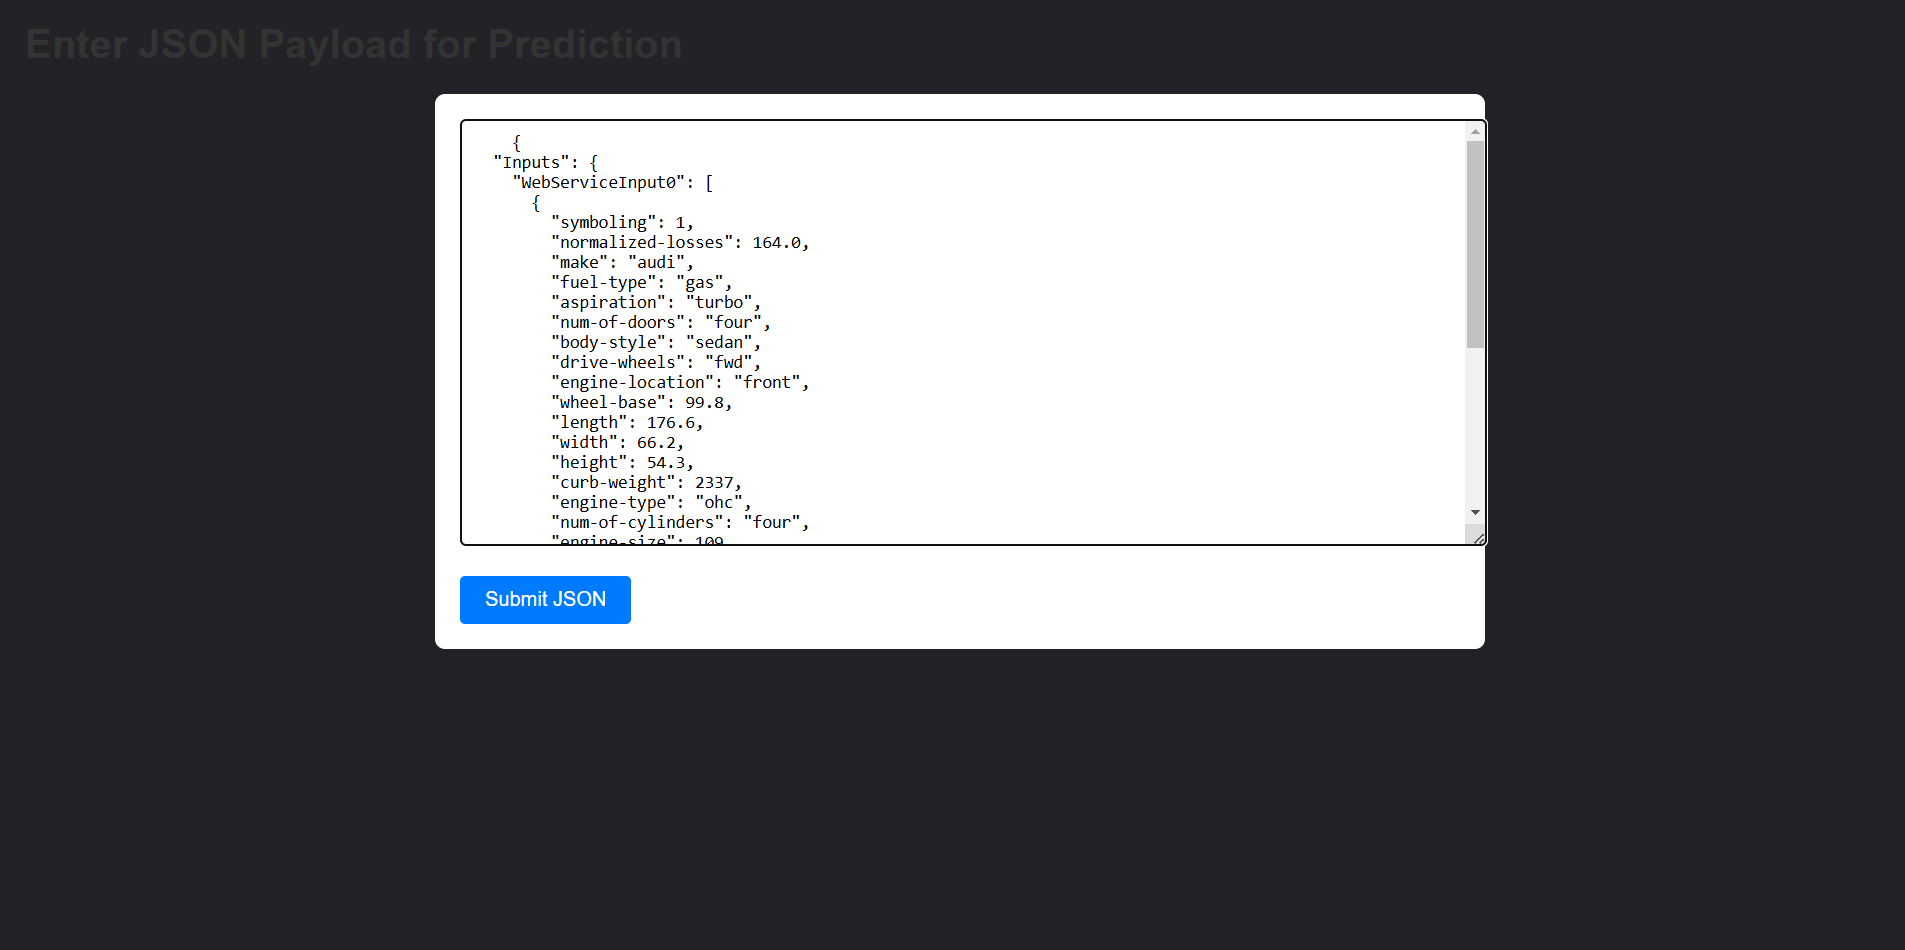 Enter JSON Payload for Prediction
{
"Inputs": {
"WebServiceInput0": [
{
"symboling": 1,
"normalized-losses": 164.0,
"make": "audi",
"fuel-type": "gas",
"aspiration": "turbo",
"num-of-doors": "four",
"body-style": "sedan",
"drive-wheels": "fwd",
"engine-location": "front",
"wheel-base": 99.8,
"length": 176.6,
"width": 66.2,
"height": 54.3,
"curb-weight": 2337,
"engine-type": "ohc",
"num-of-cylinders": "four",
"engine-size": 109
Submit JSON